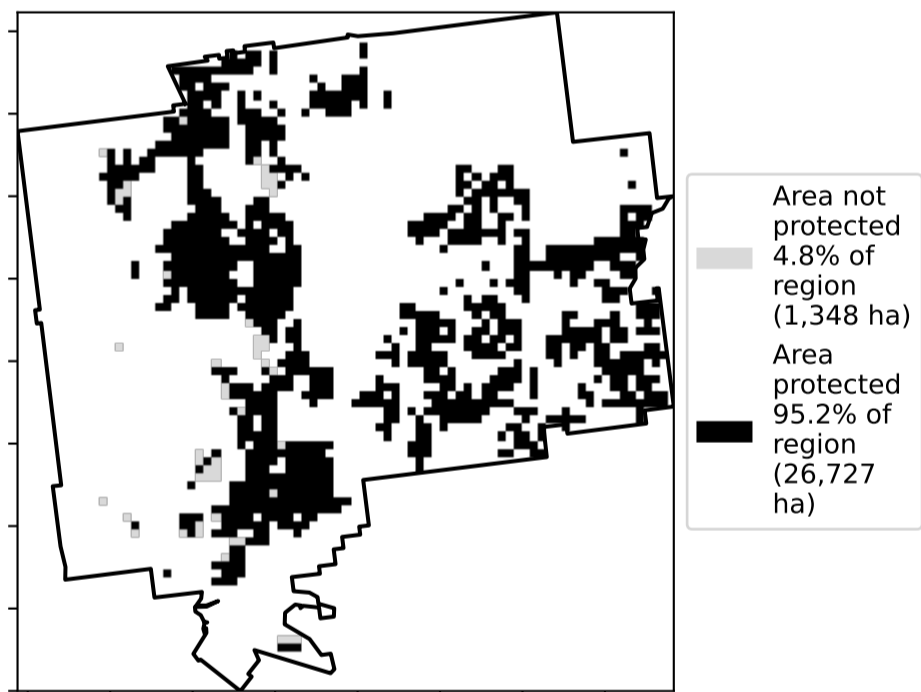 Area not
protected
4.8% of
region
(1,348 ha)
Area
protected
95.2% of
region
(26,727
ha)